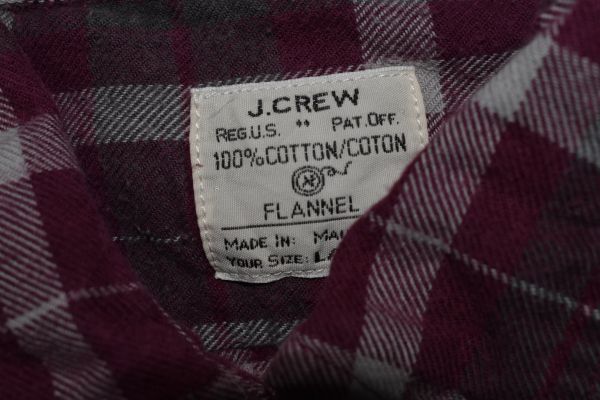 J.CREW
REG.U.S. " PAT.OFF.
100%COTTON/COTON
FLANNEL
MADE IN:
YOUR SIZE: